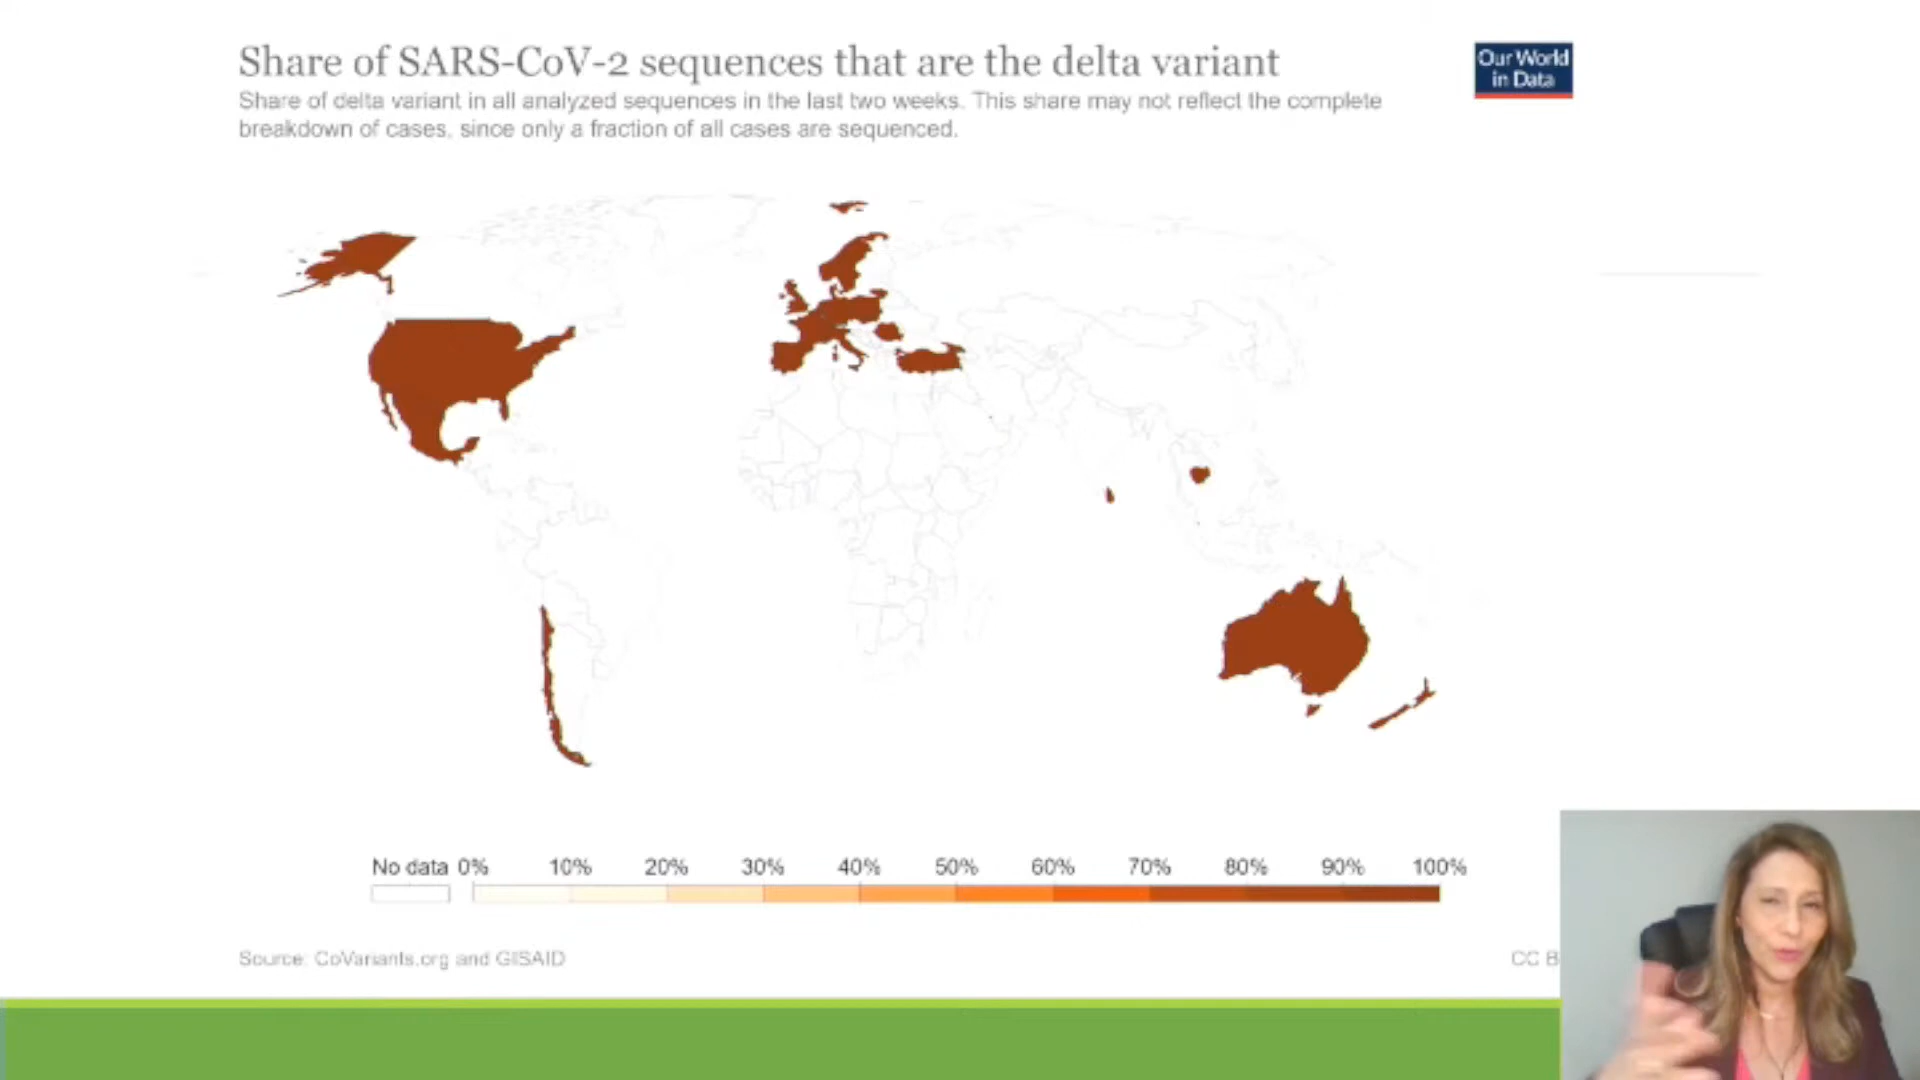 Share of SARS-CoV-2 sequences that are the delta variant
Our World
in Data
Share of delta variant in all analyzed sequences in the last two weeks. This share may not reflect the complete
breakdown of cases, since only a fraction of all cases are sequenced.
No data 0% 10% 20% 30% 40% 50% 60% 70% 80% 90% 100%
Source: CoVariants.org and GISAID
CC B